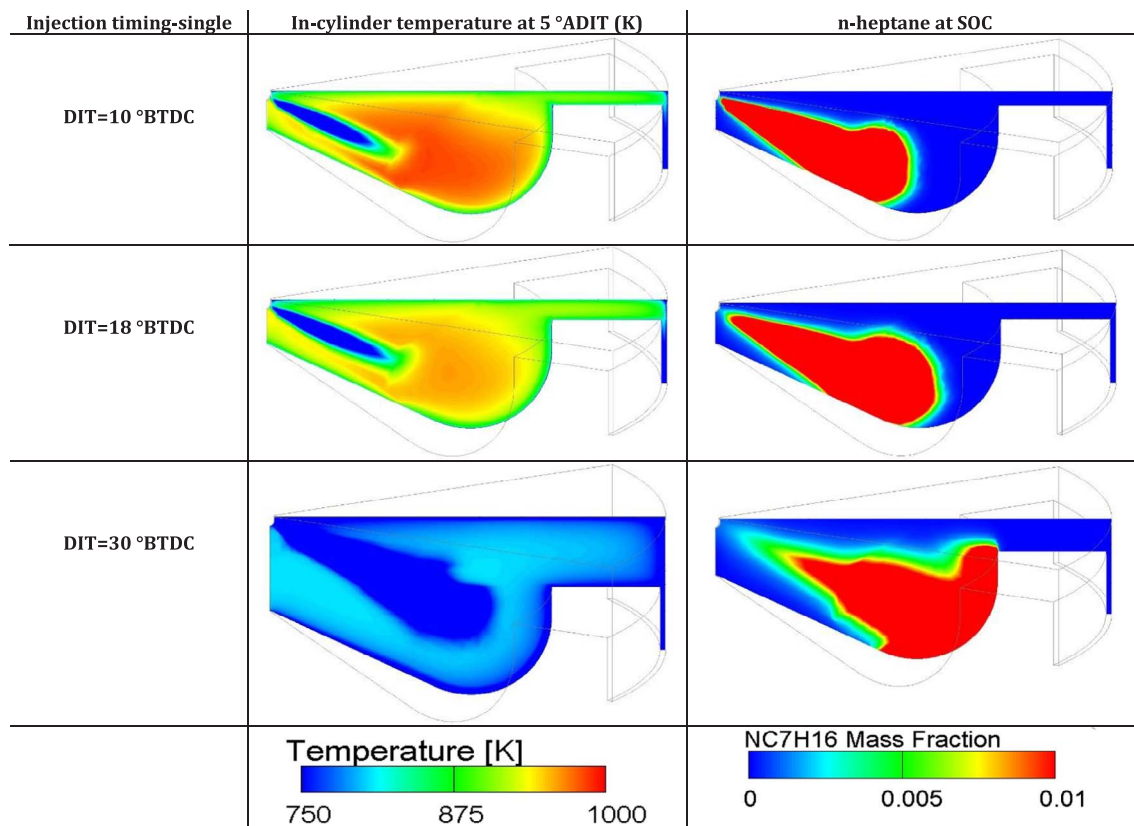 Injection timing-single In-cylinder temperature at 5 °ADIT (K) n-heptane at SOC
DIT=10 °BTDC
DIT=18 °BTDC
DIT=30 °BTDC
Temperature [K]
750 875 1000
NC7H16 Mass Fraction
0 0.005 0.01